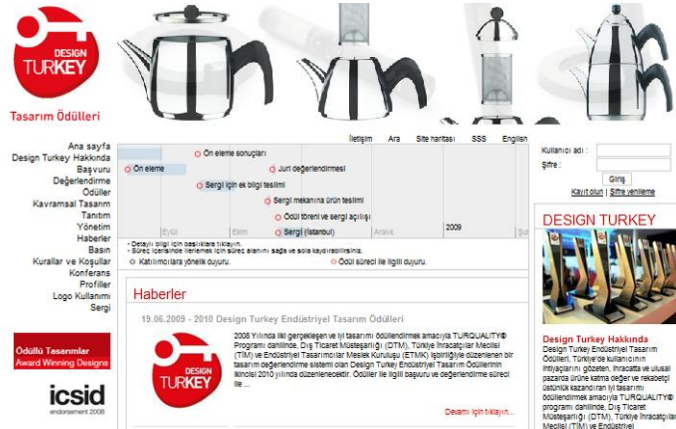 DESIGN
TURKEY
Tasarım Ödülleri
İletişim Ara Site haritası SSS English
Ana sayfa
Design Turkey Hakkında
Başvuru
Değerlendirme
Ödüller
Kavramsal Tasarım
Tanıtım
Yönetim
Haberler
Basın
Kurallar ve Koşullar
Konferans
Profiller
Logo Kullanımı
Sergi
Ödüllü Tasarımlar
Award Winning Designs
icsid
endorsement 2008
Ön eleme sonuçları
Ön eleme
Juri değerlendirmesi
Sergi için ek bilgi teslimi
Sergi mekanına ürün teslimi
Ödül töreni ve sergi açılışı
Sergi (İstanbul)
Eylül Ekim Aralık 2009 Şu
- Detaylı bilgi için başlıklara tıklayın.
- Süreç içerisinde ilerlemek için süreç alanını sağa ve sola kaydırabilirsiniz.
Katılımcılara yönelik duyuru.
Ödül süreci ile ilgili duyuru.
Haberler
19.06.2009 - 2010 Design Turkey Endüstriyel Tasarım Ödülleri
DESIGN
TURKEY
2008 Yılında ilki gerçekleşen ve iyi tasarımı ödüllendirmek amacıyla TURQUALITY®
Programı dahilinde, Dış Ticaret Müsteşarlığı (DTM), Türkiye İhracatçılar Meclisi
(TİM) ve Endüstriyel Tasarımcılar Meslek Kuruluşu (ETMK) işbirliğiyle düzenlenen bir
tasarım değerlendirme sistemi olan Design Turkey Endüstriyel Tasarım Ödüllerinin
ikincisi 2010 yılında düzenlenecektir. Ödüller ile ilgili başvuru ve değerlendirme süreci
ile ...
Devamı için tıklayın...
Kullanıcı adı :
Şifre :
Giriş
Kayıt olun | Şifre yenileme
DESIGN TURKEY
Design Turkey Hakkında
Design Turkey Endüstriyel Tasarım
Ödülleri, Türkiye'de kullanıcının
ihtiyaçlarını gözeten, ihracatta ve ulusal
pazarda ürüne katma değer ve rekabetçi
üstünlük kazandıran iyi tasarımı
ödüllendirmek amacıyla TURQUALITY®
programı dahilinde, Dış Ticaret
Müsteşarlığı (DTM), Türkiye İhracatçılar
Meclisi (TİM) ve Endüstriyel